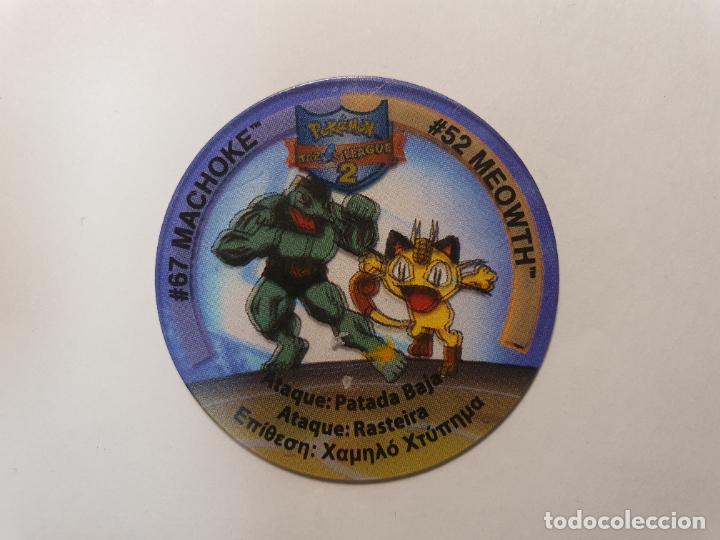 #67 MACHOKE™
POKéMON
TAZO LEAGUE
2
#52 MEOWTH™
Ataque: Patada Baja
Ataque: Rasteira
Επίθεση: Χαμηλό Χτύπημα
todocoleccion